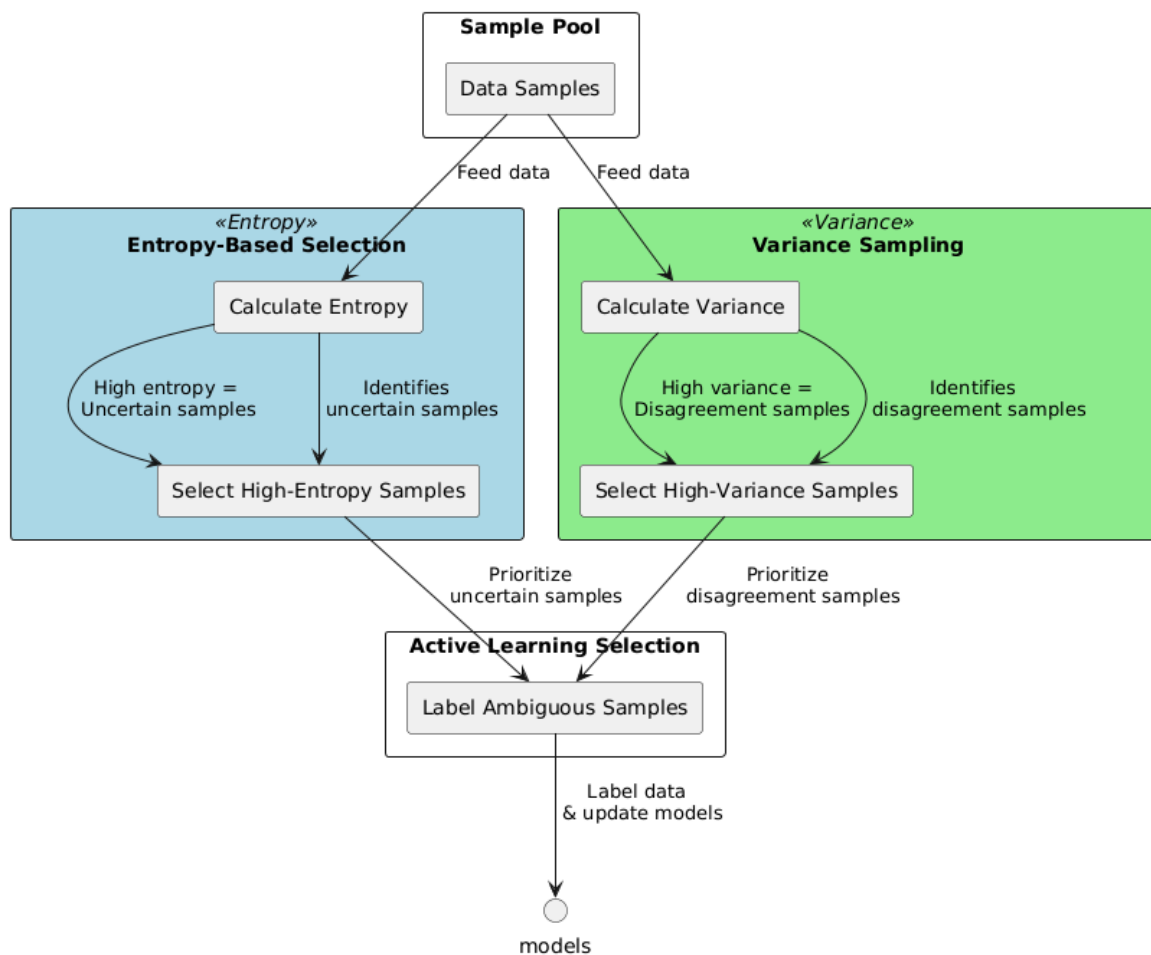 Sample Pool
Data Samples
Feed data
Feed data
«Entropy»
Entropy-Based Selection
«Variance»
Variance Sampling
Calculate Entropy
Calculate Variance
High entropy =
Uncertain samples
Identifies
uncertain samples
High variance =
Disagreement samples
Identifies
disagreement samples
Select High-Entropy Samples
Select High-Variance Samples
Prioritize
uncertain samples
Prioritize
disagreement samples
Active Learning Selection
Label Ambiguous Samples
Label data
& update models
models